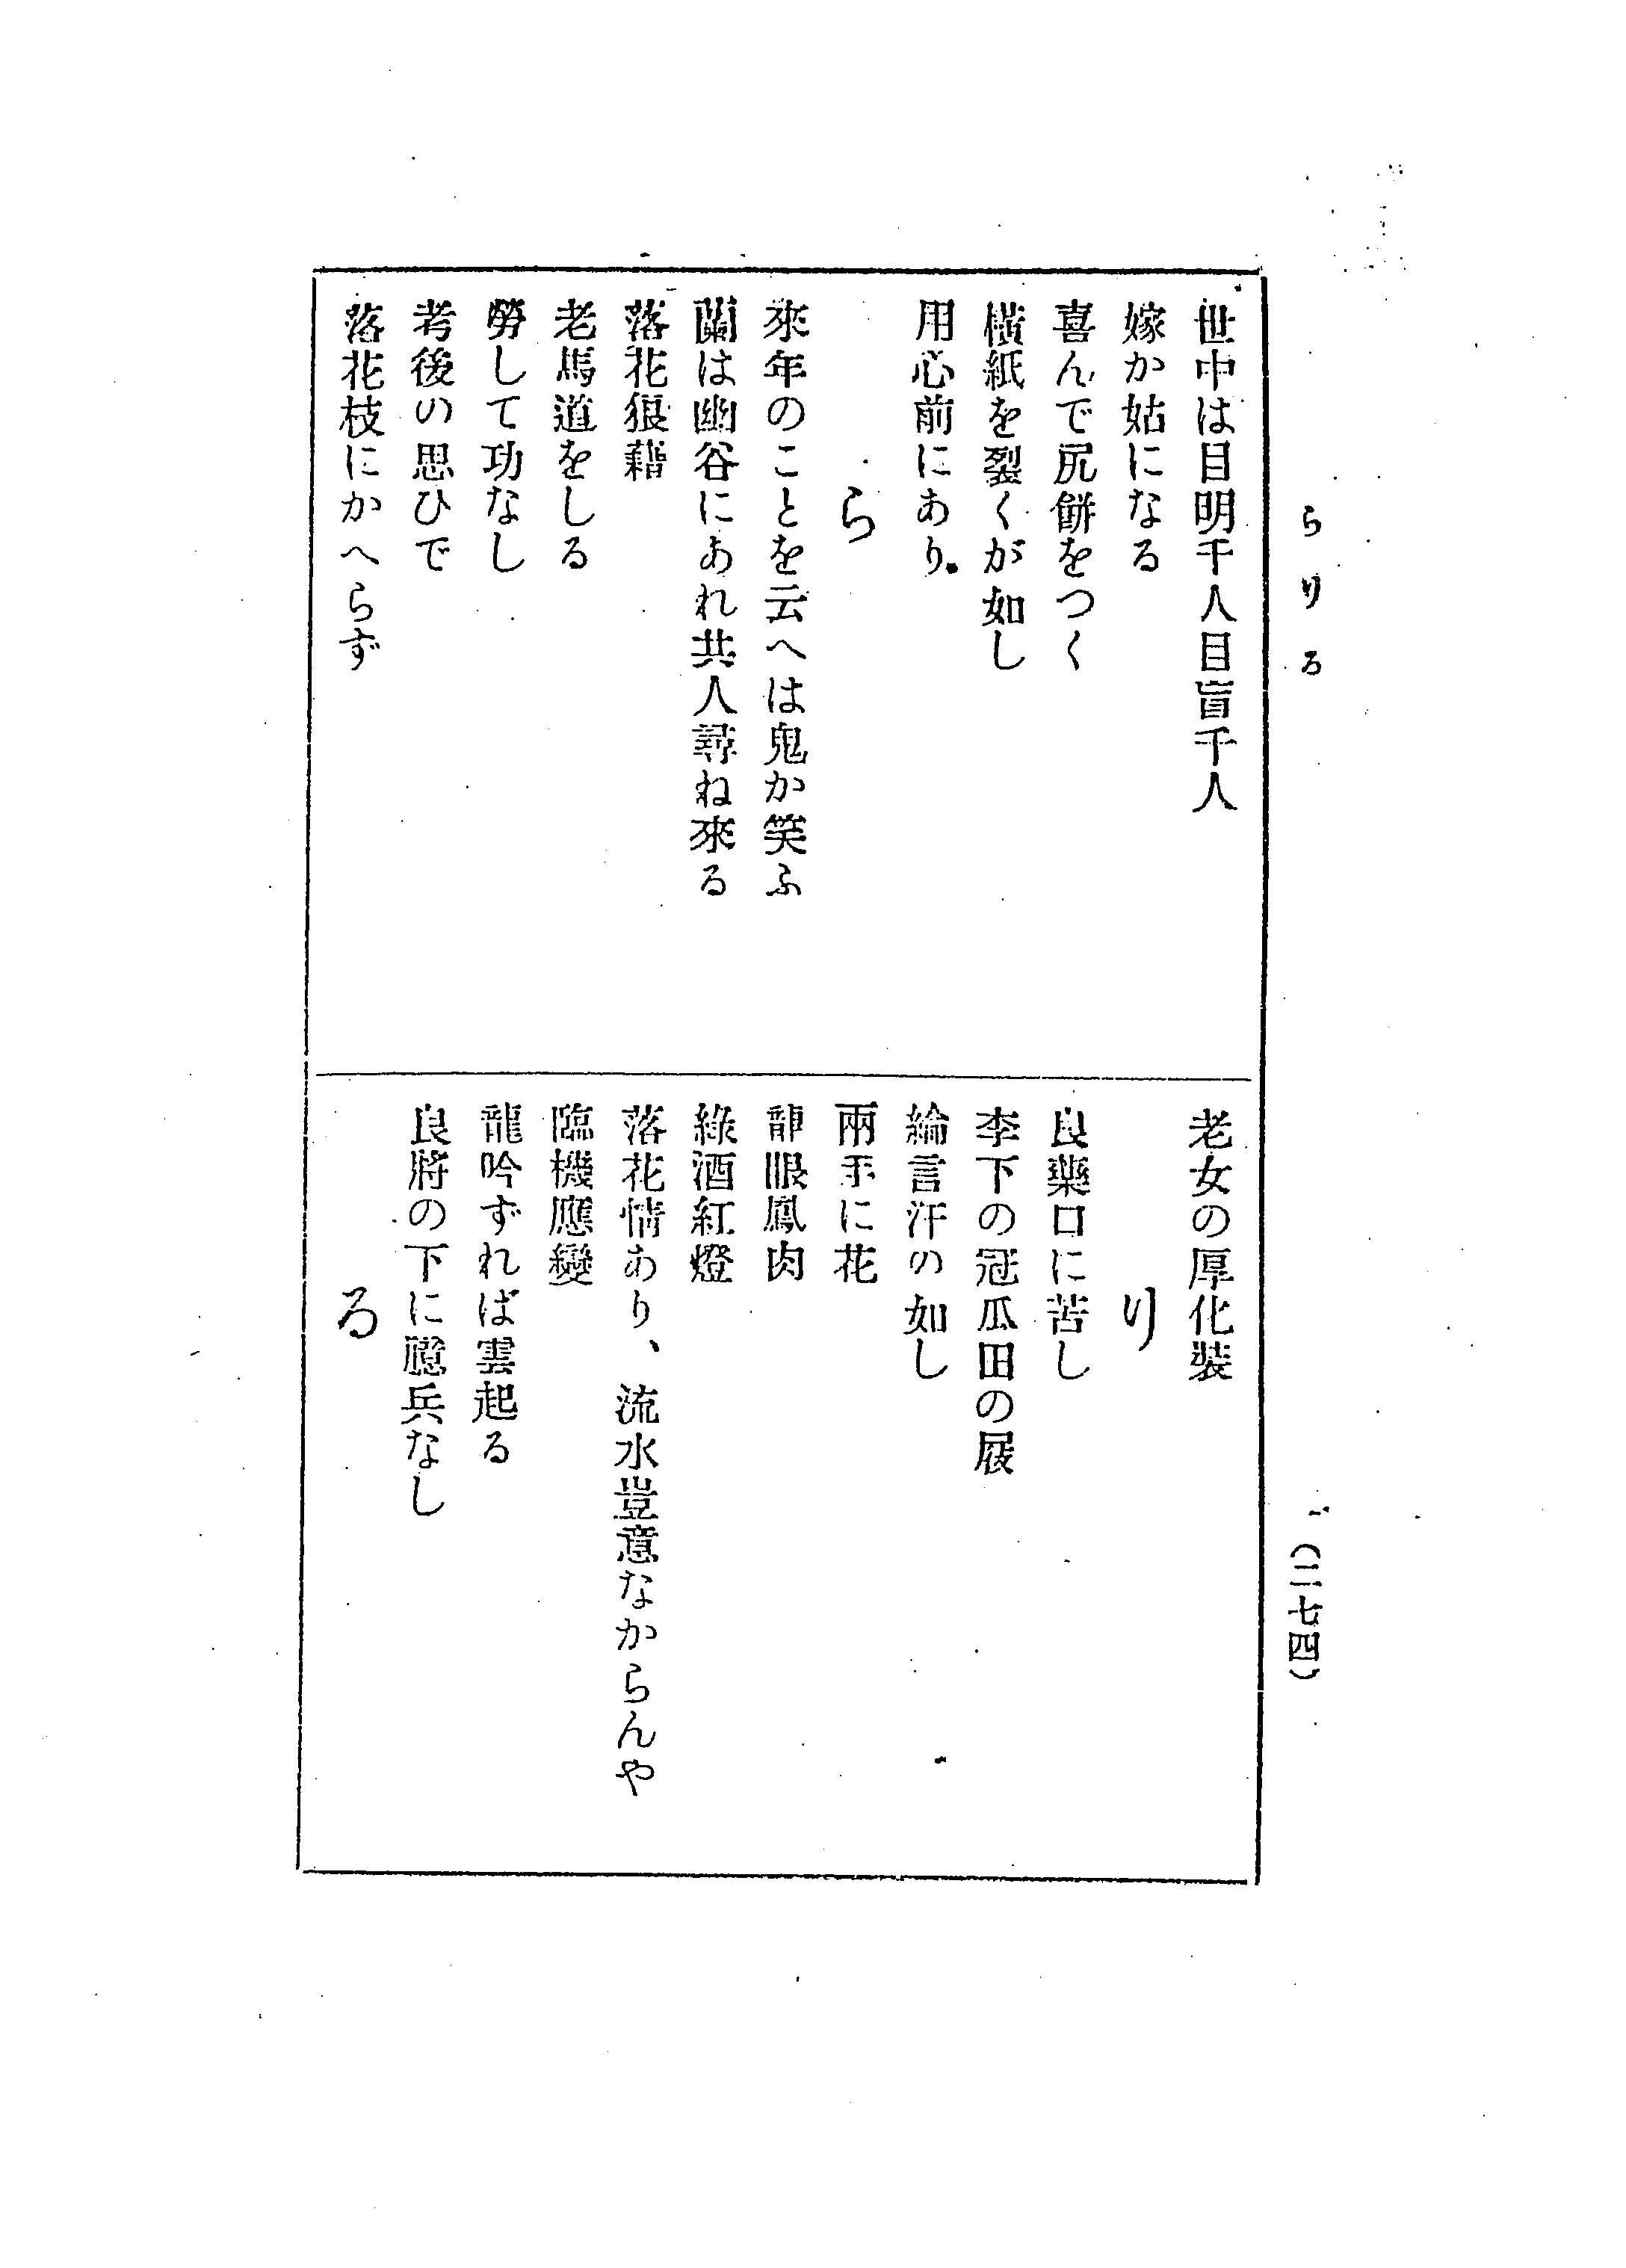 らりる
(二七四)
世中は目明千人目盲千人
嫁か姑になる
喜んで尻餅をつく
橫紙を裂くが如し
用心前にあり。
ら
來年のことを云へは鬼か笑ふ
蘭は幽谷にあれ共人尋ね來る
落花狼藉
老馬道をしる
勞して功なし
考後の思ひで
落花枝にかへらず
老女の厚化裝
り
良藥口に苦し
李下の冠瓜田の屐
綸言汗の如し
兩手に花
龍眼鳳肉
綠酒紅燈
落花情あり、流水豈意なからんや
臨機應變
龍吟ずれば雲起る
良將の下に臆兵なし
る